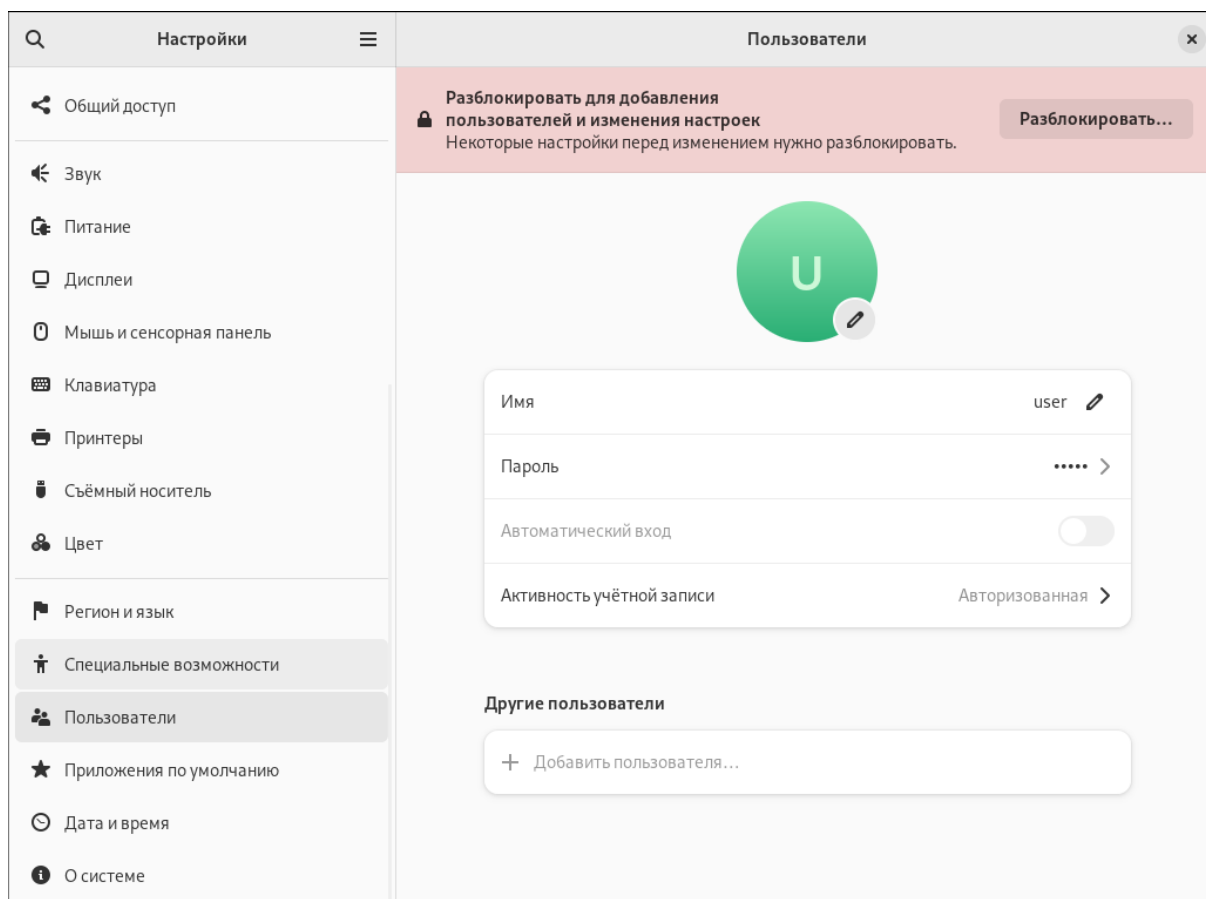 Настройки
Общий доступ
Звук
Питание
Дисплеи
Мышь и сенсорная панель
Клавиатура
Принтеры
Съёмный носитель
Цвет
Регион и язык
Специальные возможности
Пользователи
Приложения по умолчанию
Дата и время
О системе
Пользователи
Разблокировать для добавления
пользователей и изменения настроек
Некоторые настройки перед изменением нужно разблокировать.
Разблокировать…
U
Имя user
Пароль •••••
Автоматический вход
Активность учётной записи Авторизованная
Другие пользователи
Добавить пользователя…